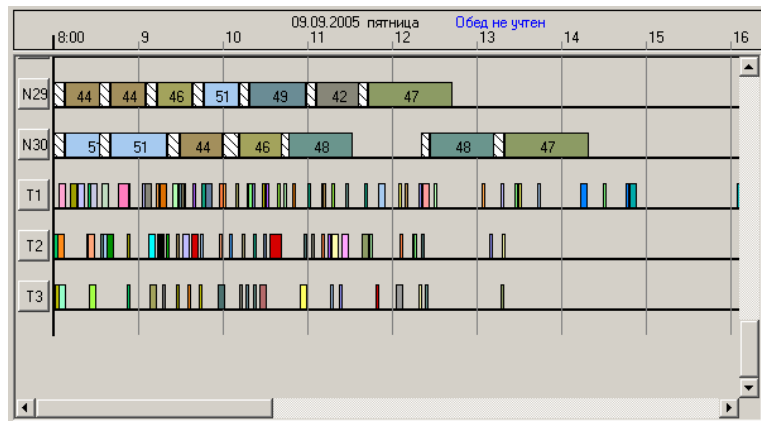 09.09.2005 пятница Обед не учтен
8:00 9 10 11 12 13 14 15 16
N29 44 44 46 51 49 42 47
N30 51 51 44 46 48 48 47
T1
T2
T3